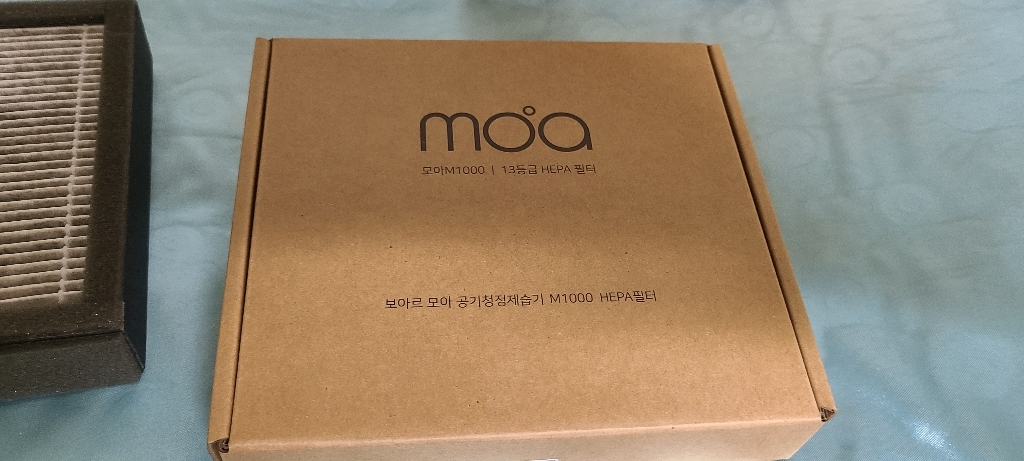 moa
모아M1000 | 13등급 HEPA 필터
보아르 모아 공기청정제습기 M1000 HEPA필터